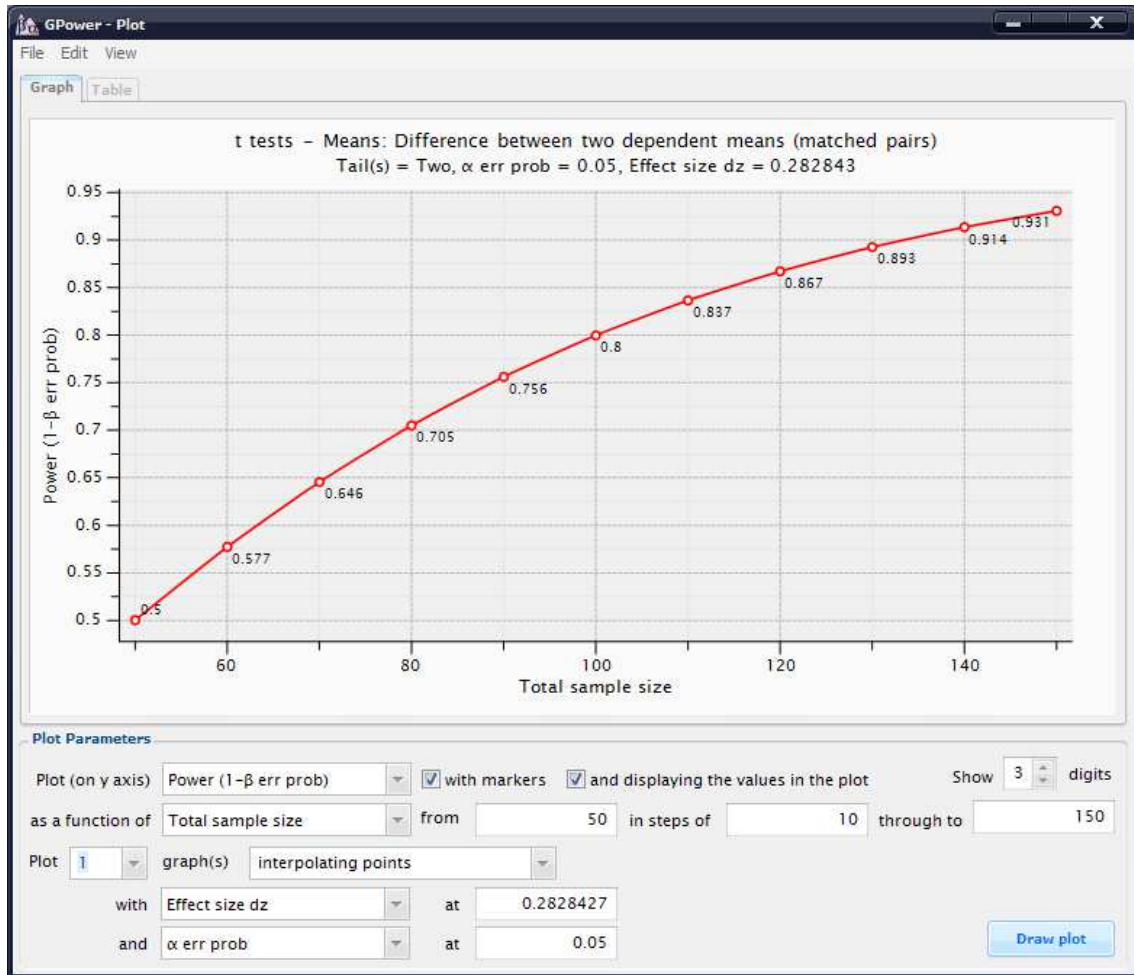 GPower - Plot
File Edit View
Graph Table
t tests - Means: Difference between two dependent means (matched pairs)
Tail(s) = Two, α err prob = 0.05, Effect size dz = 0.282843
Power (1-β err prob)
0.95
0.9
0.85
0.8
0.75
0.7
0.65
0.6
0.55
0.5
0.5
0.577
0.646
0.705
0.756
0.8
0.837
0.867
0.893
0.914
0.931
60 80 100 120 140
Total sample size
Plot Parameters
Plot (on y axis) Power (1-β err prob) with markers and displaying the values in the plot Show 3 digits
as a function of Total sample size from 50 in steps of 10 through to 150
Plot 1 graph(s) interpolating points
with Effect size dz at 0.2828427
and α err prob at 0.05
Draw plot